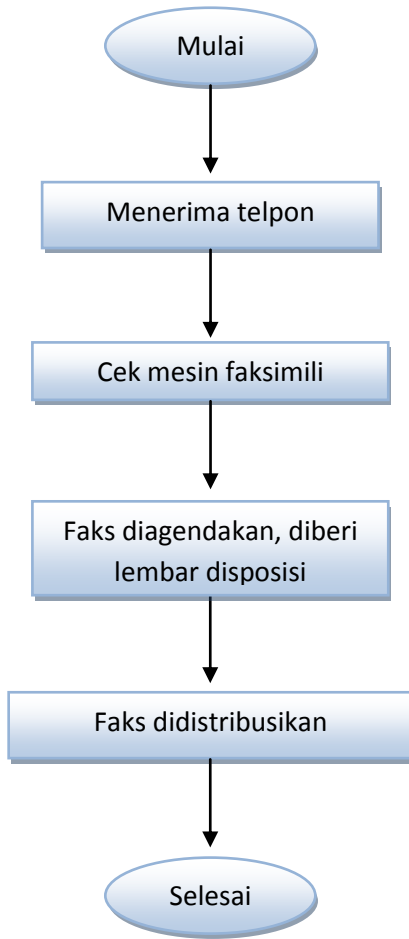 Mulai
Menerima telpon
Cek mesin faksimili
Faks diagendakan, diberi
lembar disposisi
Faks didistribusikan
Selesai